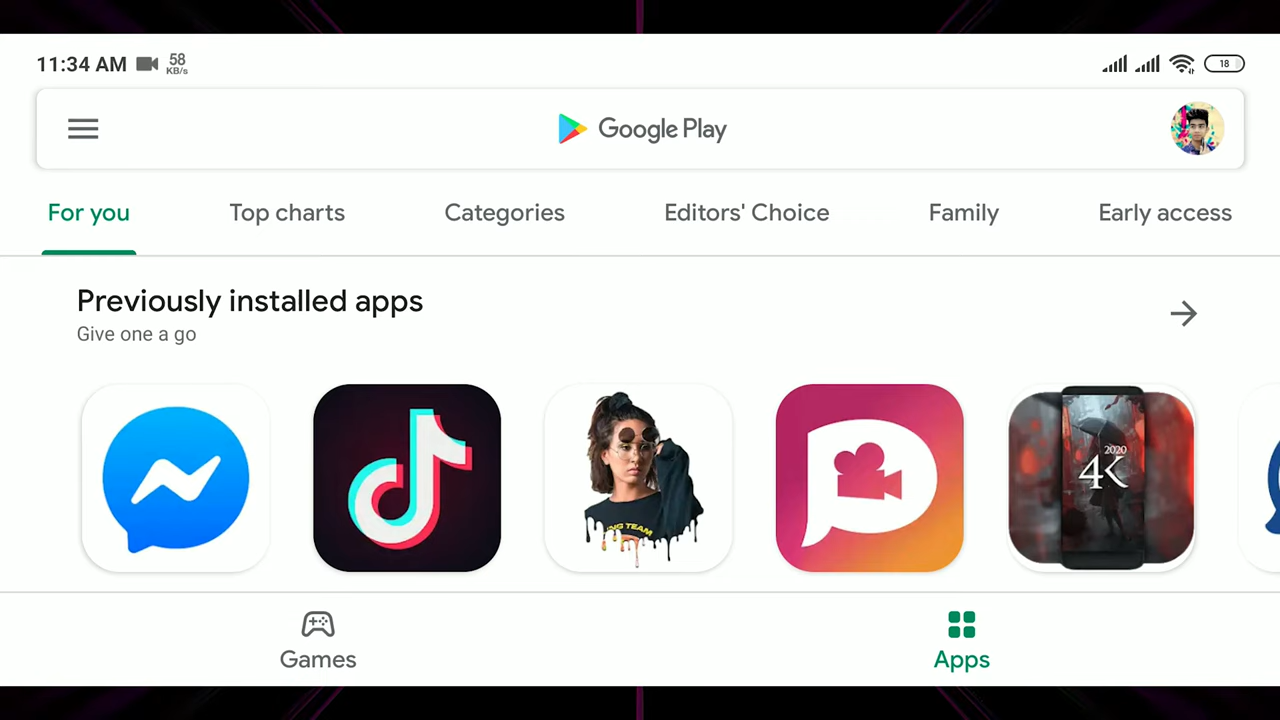 11:34 AM 58 KB/s 18
Google Play
For you Top charts Categories Editors' Choice Family Early access
Previously installed apps
Give one a go
2020
4K
TEAM
Games Apps